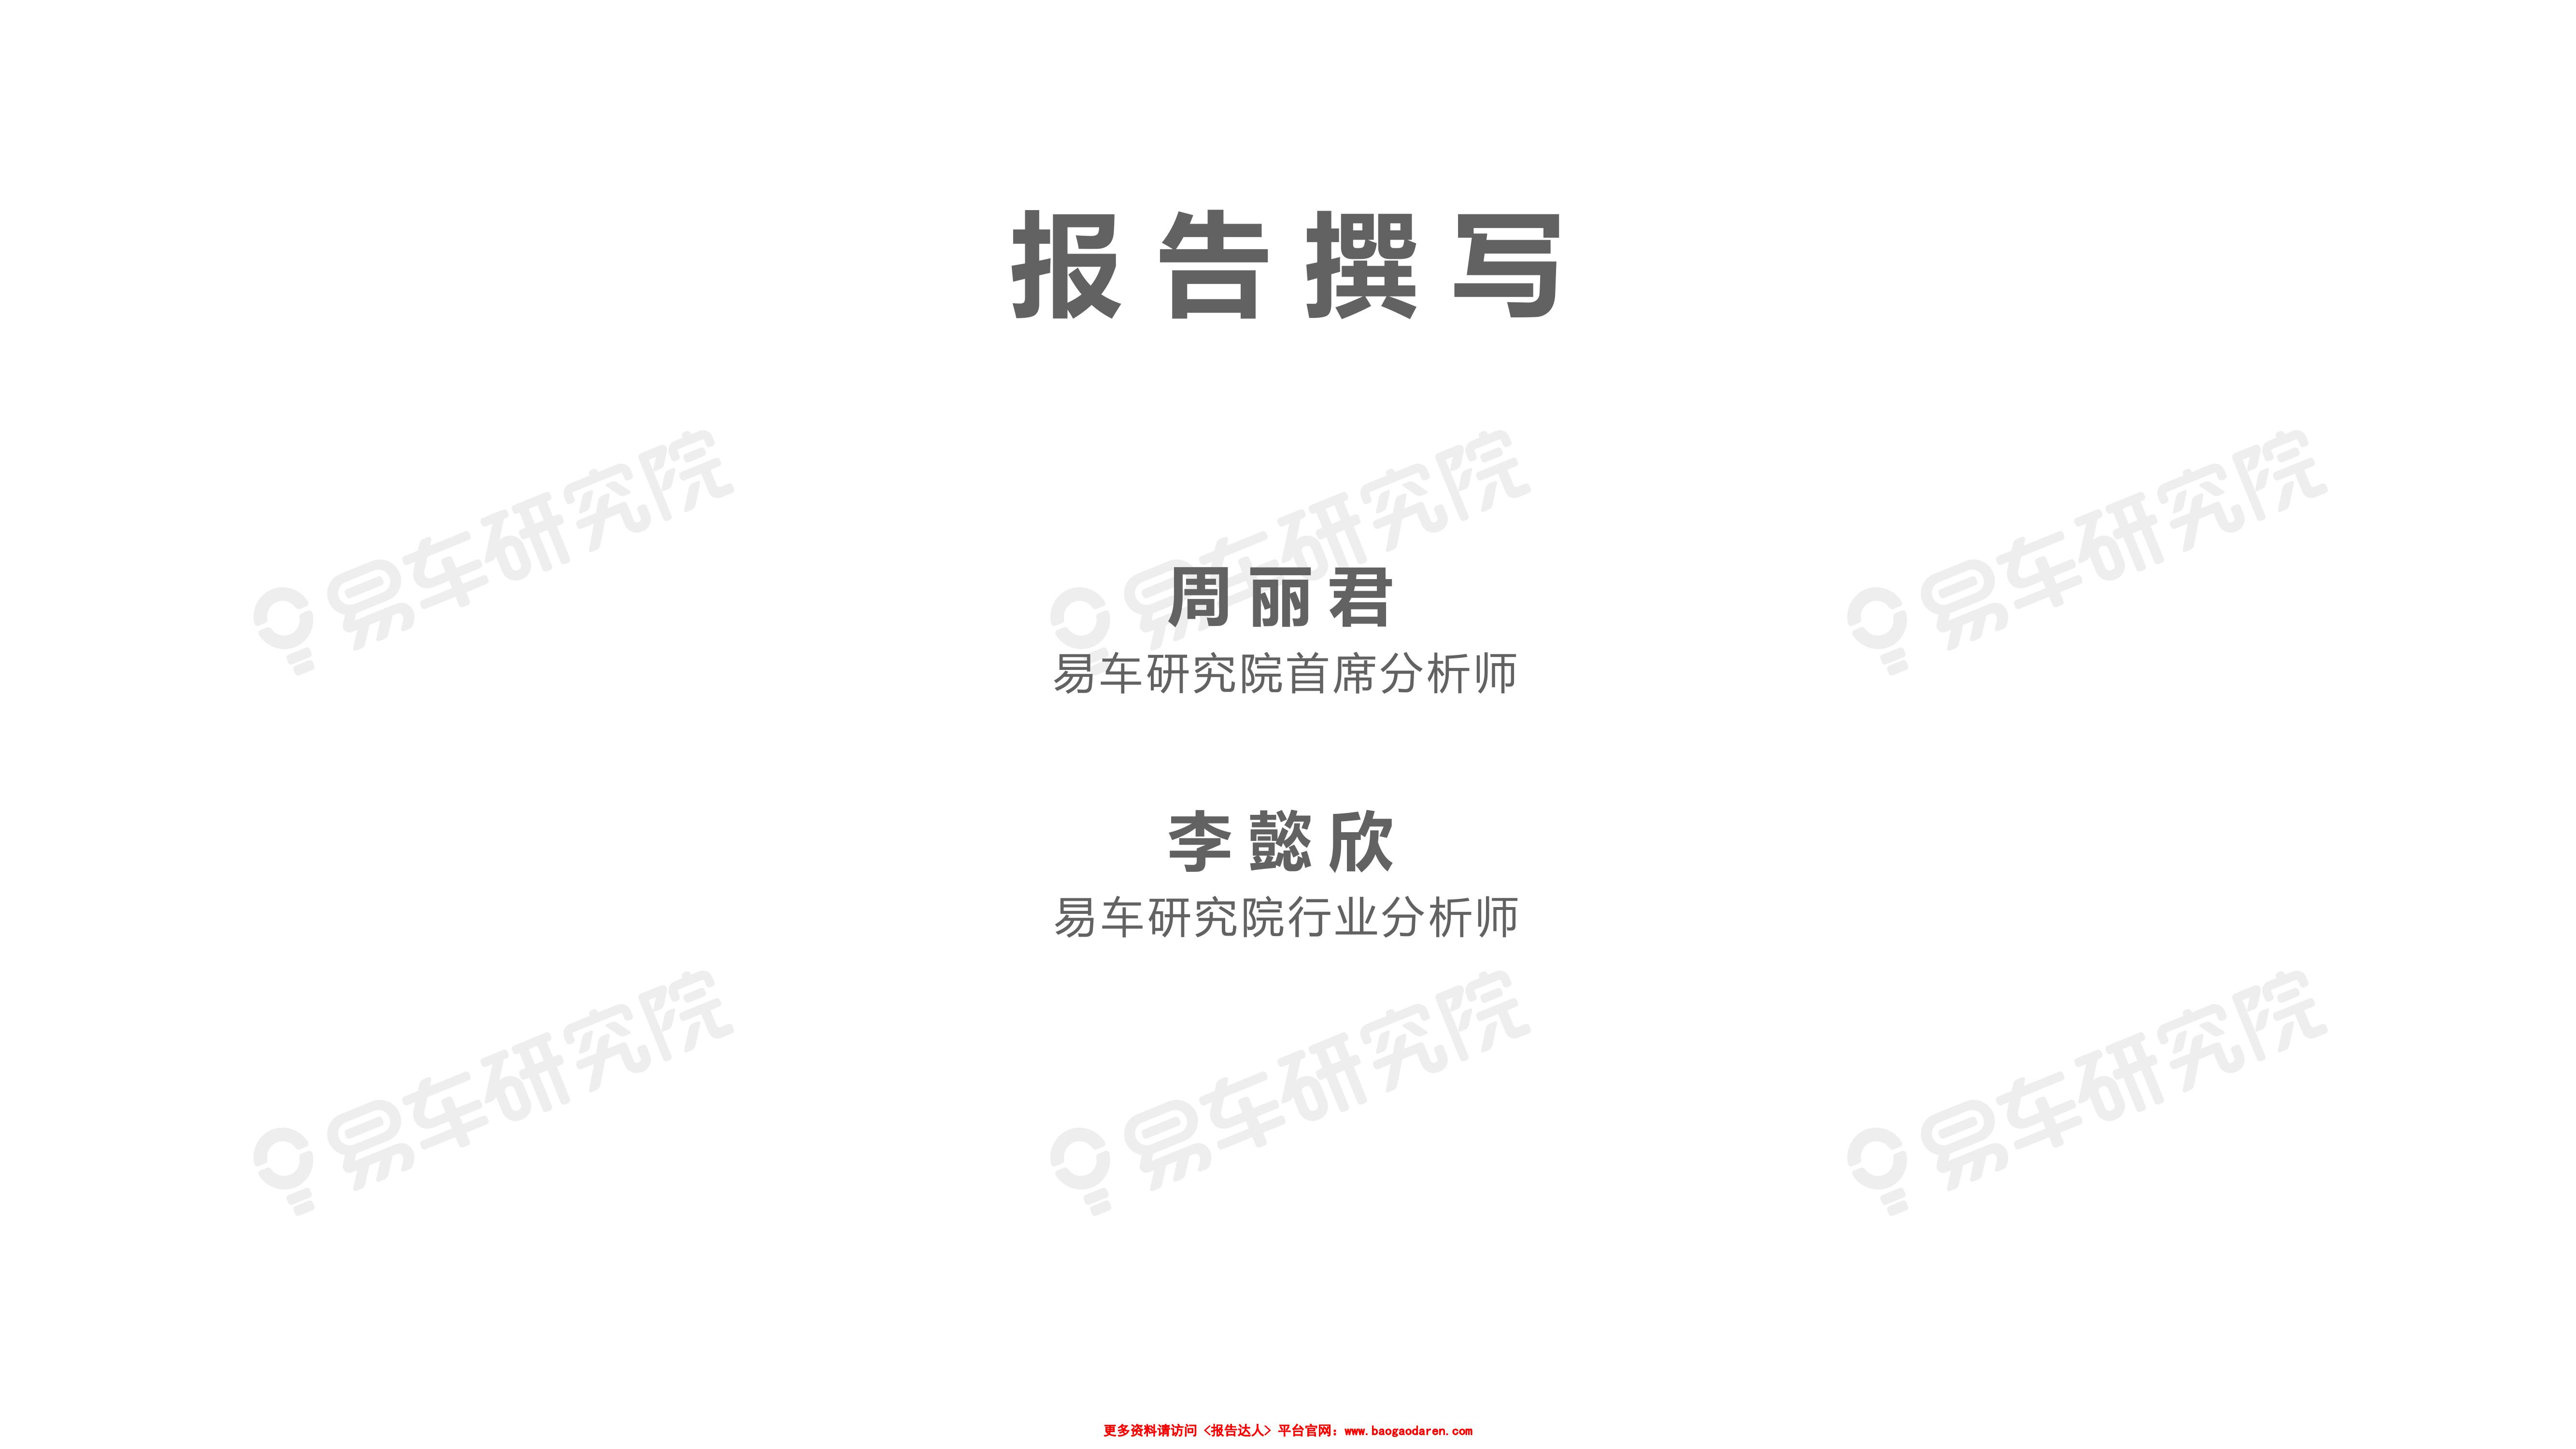 报告撰写
易车研究院
易车研究院
易车研究院
周丽君
易车研究院首席分析师
李懿欣
易车研究院行业分析师
易车研究院
易车研究院
易车研究院
更多资料请访问<报告达人>平台官网：www.baogaodaren.com